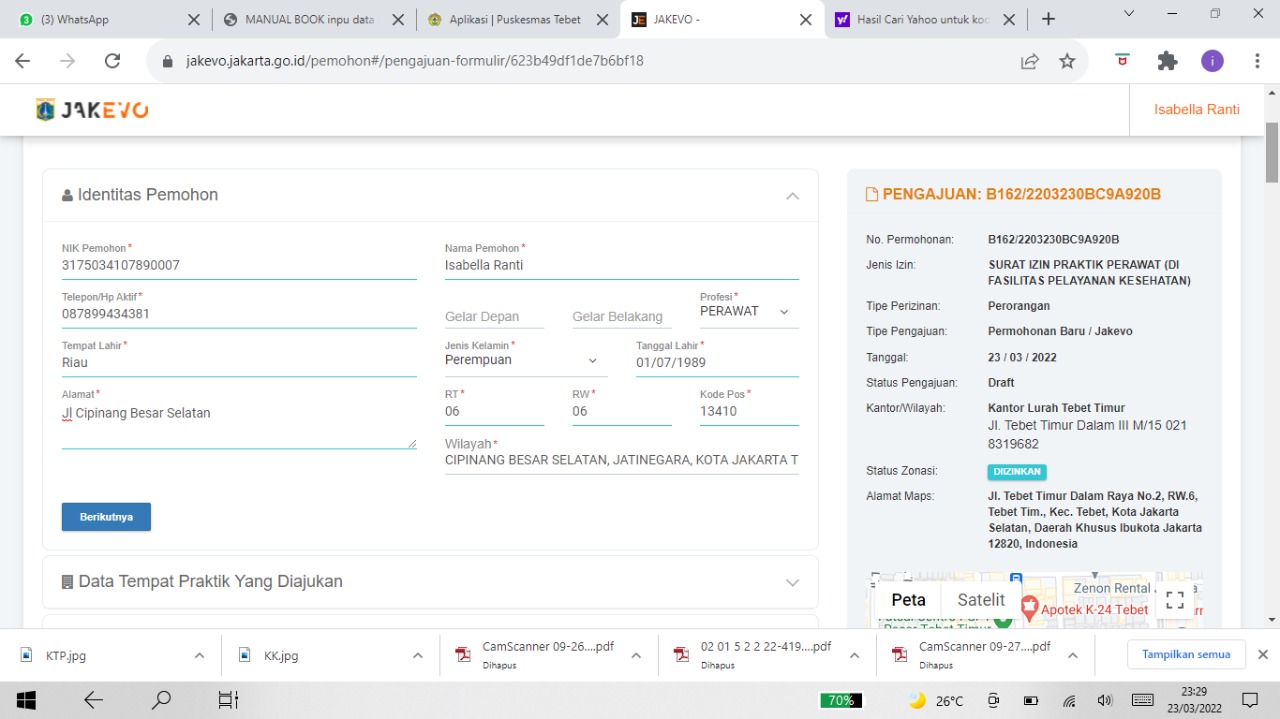 (3) WhatsApp
MANUAL BOOK inpu data
Aplikasi | Puskesmas Tebet
JAKEVO -
Hasil Cari Yahoo untuk koc
jakevo.jakarta.go.id/pemohon#/pengajuan-formulir/623b49df1de7b6bf18
i
JAKEVO
Isabella Ranti
Identitas Pemohon
NIK Pemohon*
3175034107890007
Nama Pemohon*
Isabella Ranti
Telepon/Hp Aktif*
087899434381
Gelar Depan
Gelar Belakang
Profesi*
PERAWAT
Tempat Lahir*
Riau
Jenis Kelamin*
Perempuan
Tanggal Lahir*
01/07/1989
Alamat*
Jl Cipinang Besar Selatan
RT*
06
RW*
06
Kode Pos*
13410
Wilayah*
CIPINANG BESAR SELATAN, JATINEGARA, KOTA JAKARTA T
Berikutnya
Data Tempat Praktik Yang Diajukan
PENGAJUAN: B162/2203230BC9A920B
No. Permohonan: B162/2203230BC9A920B
Jenis Izin: SURAT IZIN PRAKTIK PERAWAT (DI
FASILITAS PELAYANAN KESEHATAN)
Tipe Perizinan: Perorangan
Tipe Pengajuan: Permohonan Baru / Jakevo
Tanggal: 23 / 03 / 2022
Status Pengajuan: Draft
Kantor/Wilayah: Kantor Lurah Tebet Timur
Jl. Tebet Timur Dalam III M/15 021
8319682
Status Zonasi: DIIZINKAN
Alamat Maps: Jl. Tebet Timur Dalam Raya No.2, RW.6,
Tebet Tim., Kec. Tebet, Kota Jakarta
Selatan, Daerah Khusus Ibukota Jakarta
12820, Indonesia
Peta
Satelit
Zenon Rental
Apotek K-24 Tebet
KTP.jpg
KK.jpg
CamScanner 09-26....pdf
Dihapus
02 01 5 2 2 22-419....pdf
Dihapus
CamScanner 09-27....pdf
Dihapus
Tampilkan semua
70%
26°C
23:29
23/03/2022